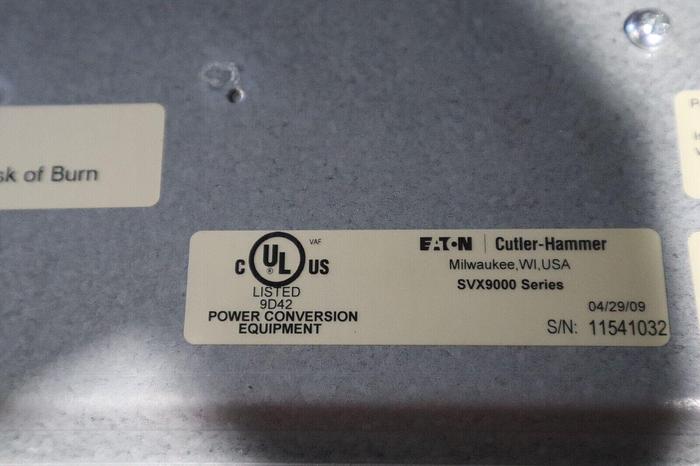 sk of Burn
C UL ® US
VAF
LISTED
9D42
POWER CONVERSION
EQUIPMENT
EATON | Cutler-Hammer
Milwaukee,WI,USA
SVX9000 Series
04/29/09
S/N: 11541032